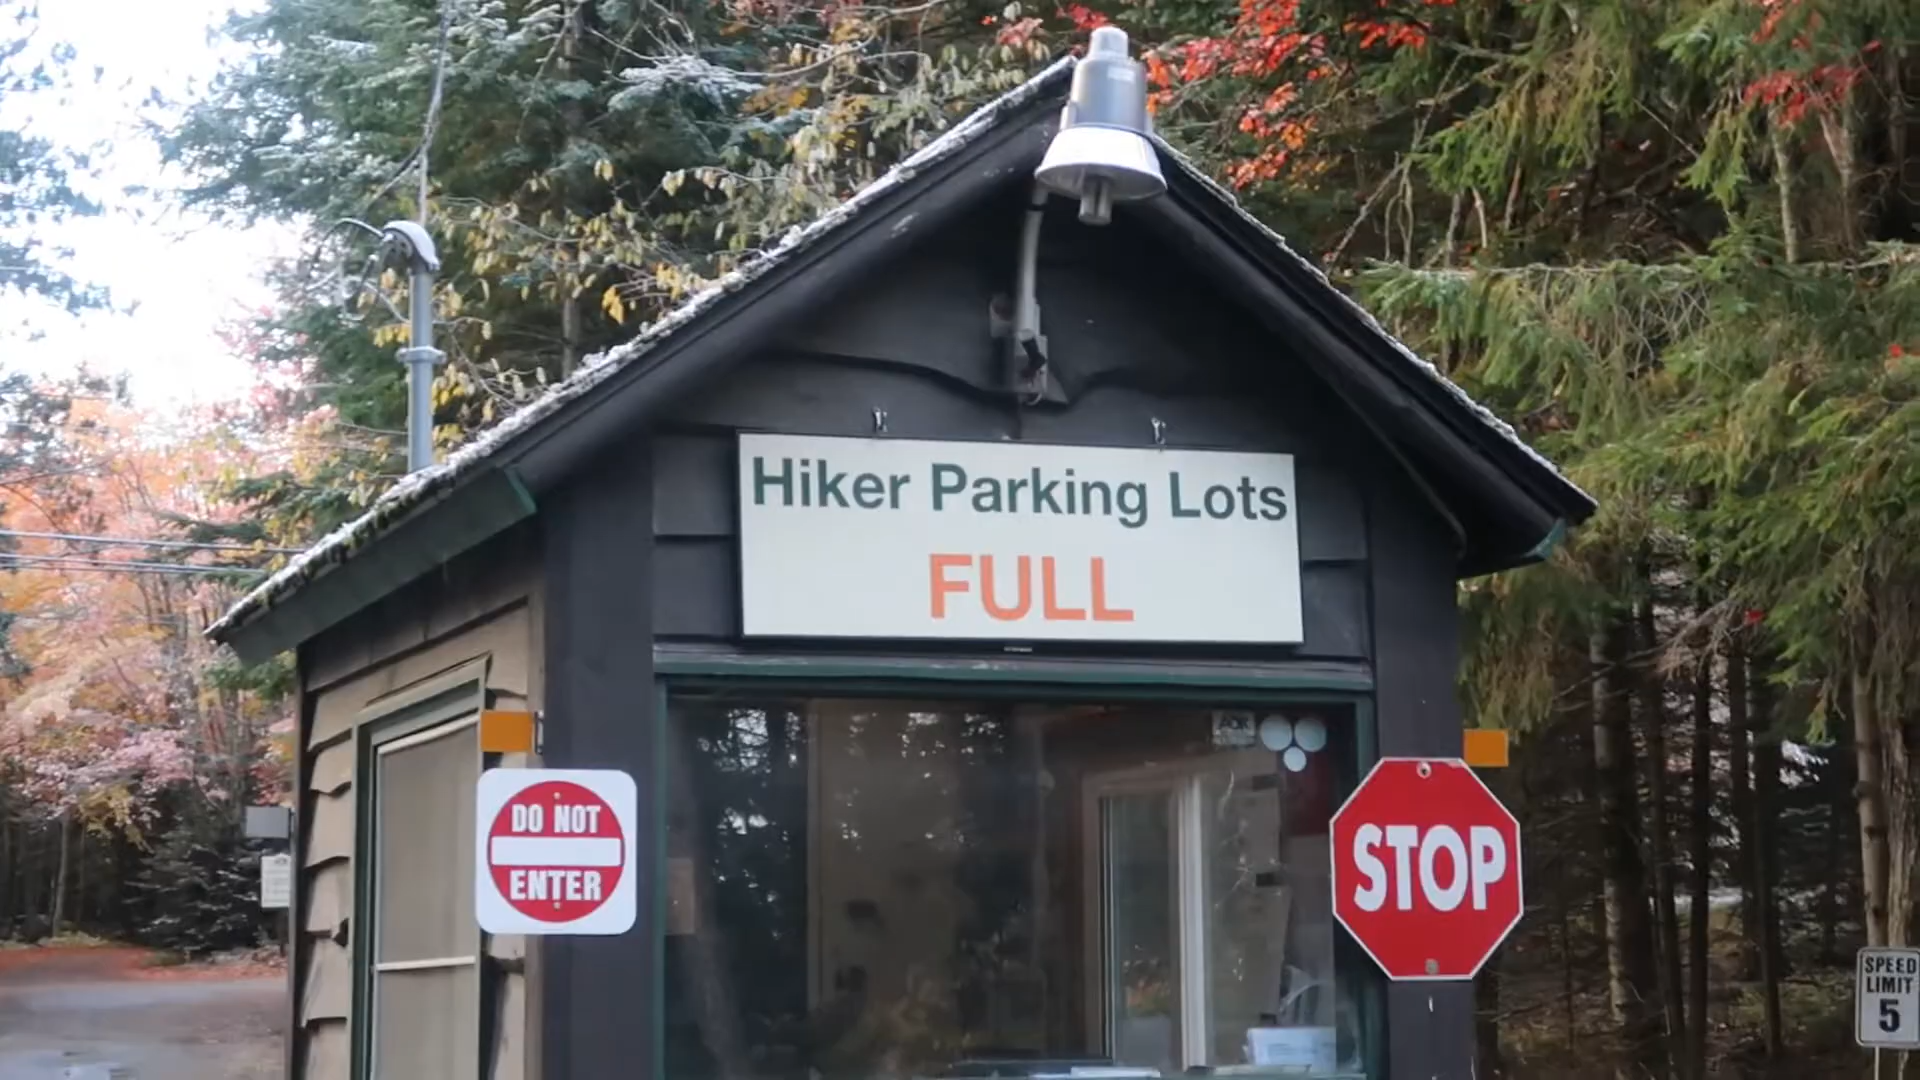 Hiker Parking Lots
FULL
DO NOT
ENTER
STOP
SPEED
LIMIT
5